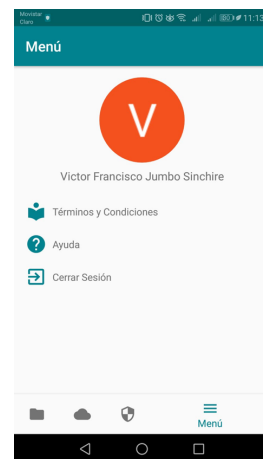 Movistar
Claro
11:13
Menú
V
Victor Francisco Jumbo Sinchire
Términos y Condiciones
Ayuda
Cerrar Sesión
Menú